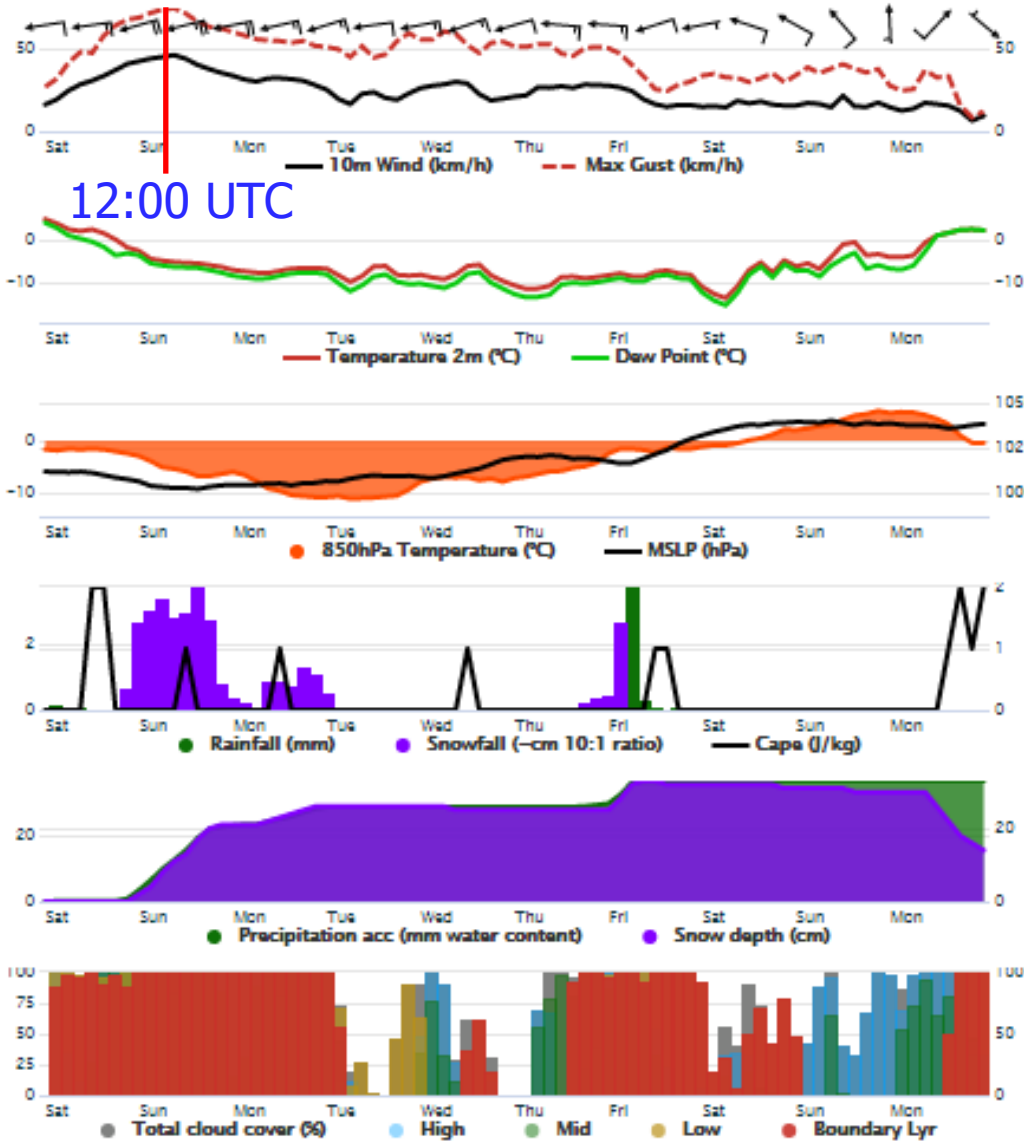 50 50
0 0
Sat Sun Mon Tue Wed Thu Fri Sat Sun Mon
10m Wind (km/h) Max Gust (km/h)
12:00 UTC
0 0
-10 -10
Sat Sun Mon Tue Wed Thu Fri Sat Sun Mon
Temperature 2m (°C) Dew Point (°C)
105
0 102
-10 100
Sat Sun Mon Tue Wed Thu Fri Sat Sun Mon
850hPa Temperature (°C) MSLP (hPa)
2
2 1
0 0
Sat Sun Mon Tue Wed Thu Fri Sat Sun Mon
Rainfall (mm) Snowfall (~cm 10:1 ratio) Cape (J/kg)
20 20
0 0
Sat Sun Mon Tue Wed Thu Fri Sat Sun Mon
Precipitation acc (mm water content) Snow depth (cm)
100 100
75
50 50
25
0 0
Sat Sun Mon Tue Wed Thu Fri Sat Sun Mon
Total cloud cover (%) High Mid Low Boundary Lyr